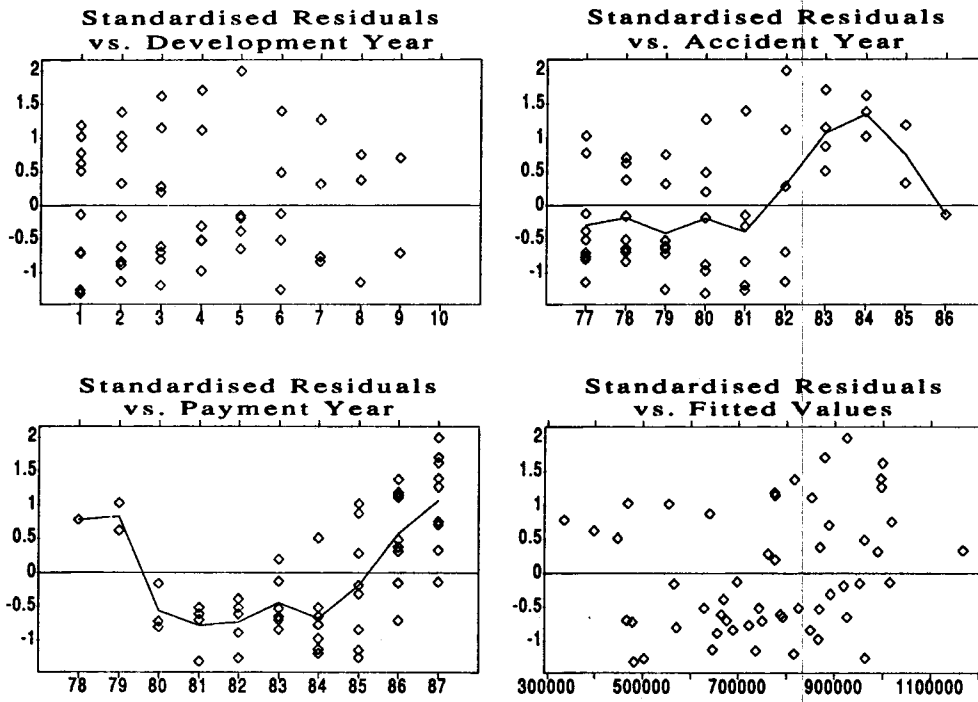 Standardised Residuals
vs. Development Year
2
1.5
1
0.5
0
-0.5
-1
1 2 3 4 5 6 7 8 9 10
Standardised Residuals
vs. Accident Year
2
1.5
1
0.5
0
-0.5
-1
77 78 79 80 81 82 83 84 85 86
Standardised Residuals
vs. Payment Year
2
1.5
1
0.5
0
-0.5
-1
78 79 80 81 82 83 84 85 86 87
Standardised Residuals
vs. Fitted Values
2
1.5
1
0.5
0
-0.5
-1
300000 500000 700000 900000 1100000